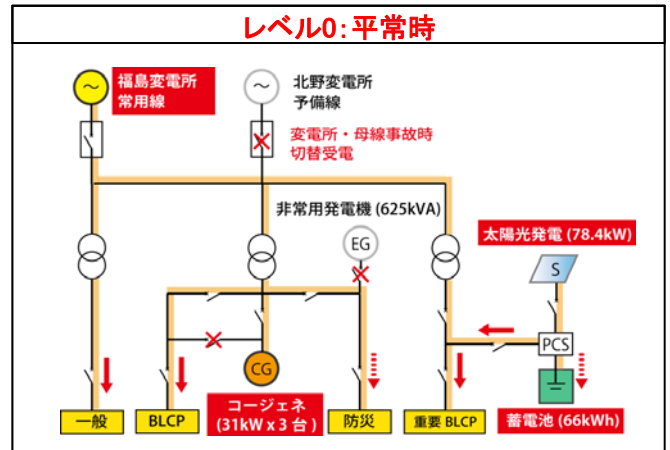 レベル0：平常時
福島変電所
常用線
北野変電所
予備線
変電所・母線事故時
切替受電
非常用発電機 (625kVA)
EG
太陽光発電 (78.4kW)
S
PCS
CG
コージェネ
(31kW x 3 台 )
一般
BLCP
防災
重要 BLCP
蓄電池 (66kWh)